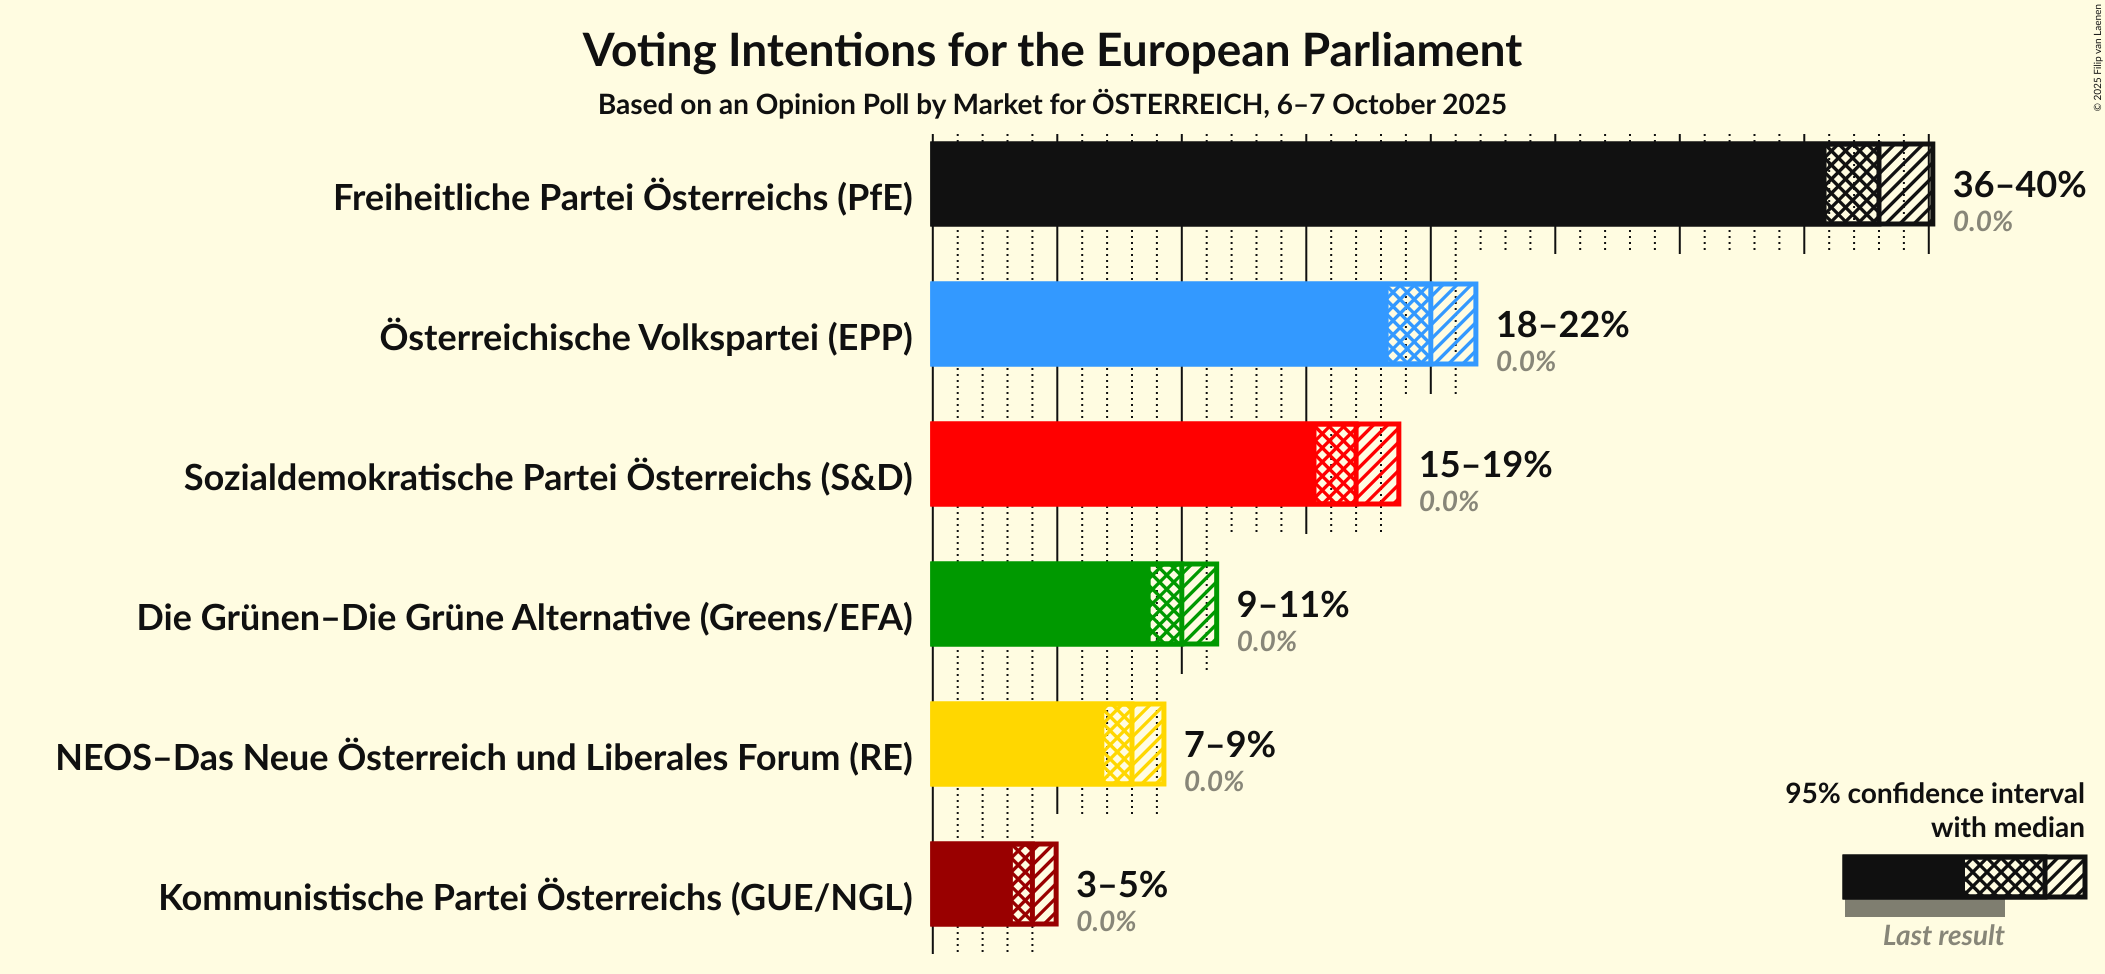 Voting Intentions for the European Parliament
Based on an Opinion Poll by Market for ÖSTERREICH, 6–7 October 2025
© 2025 Filip van Laenen
Freiheitliche Partei Österreichs (PfE)
36–40%
0.0%
Österreichische Volkspartei (EPP)
18–22%
0.0%
Sozialdemokratische Partei Österreichs (S&D)
15–19%
0.0%
Die Grünen–Die Grüne Alternative (Greens/EFA)
9–11%
0.0%
NEOS–Das Neue Österreich und Liberales Forum (RE)
7–9%
0.0%
Kommunistische Partei Österreichs (GUE/NGL)
3–5%
0.0%
95% confidence interval
with median
Last result